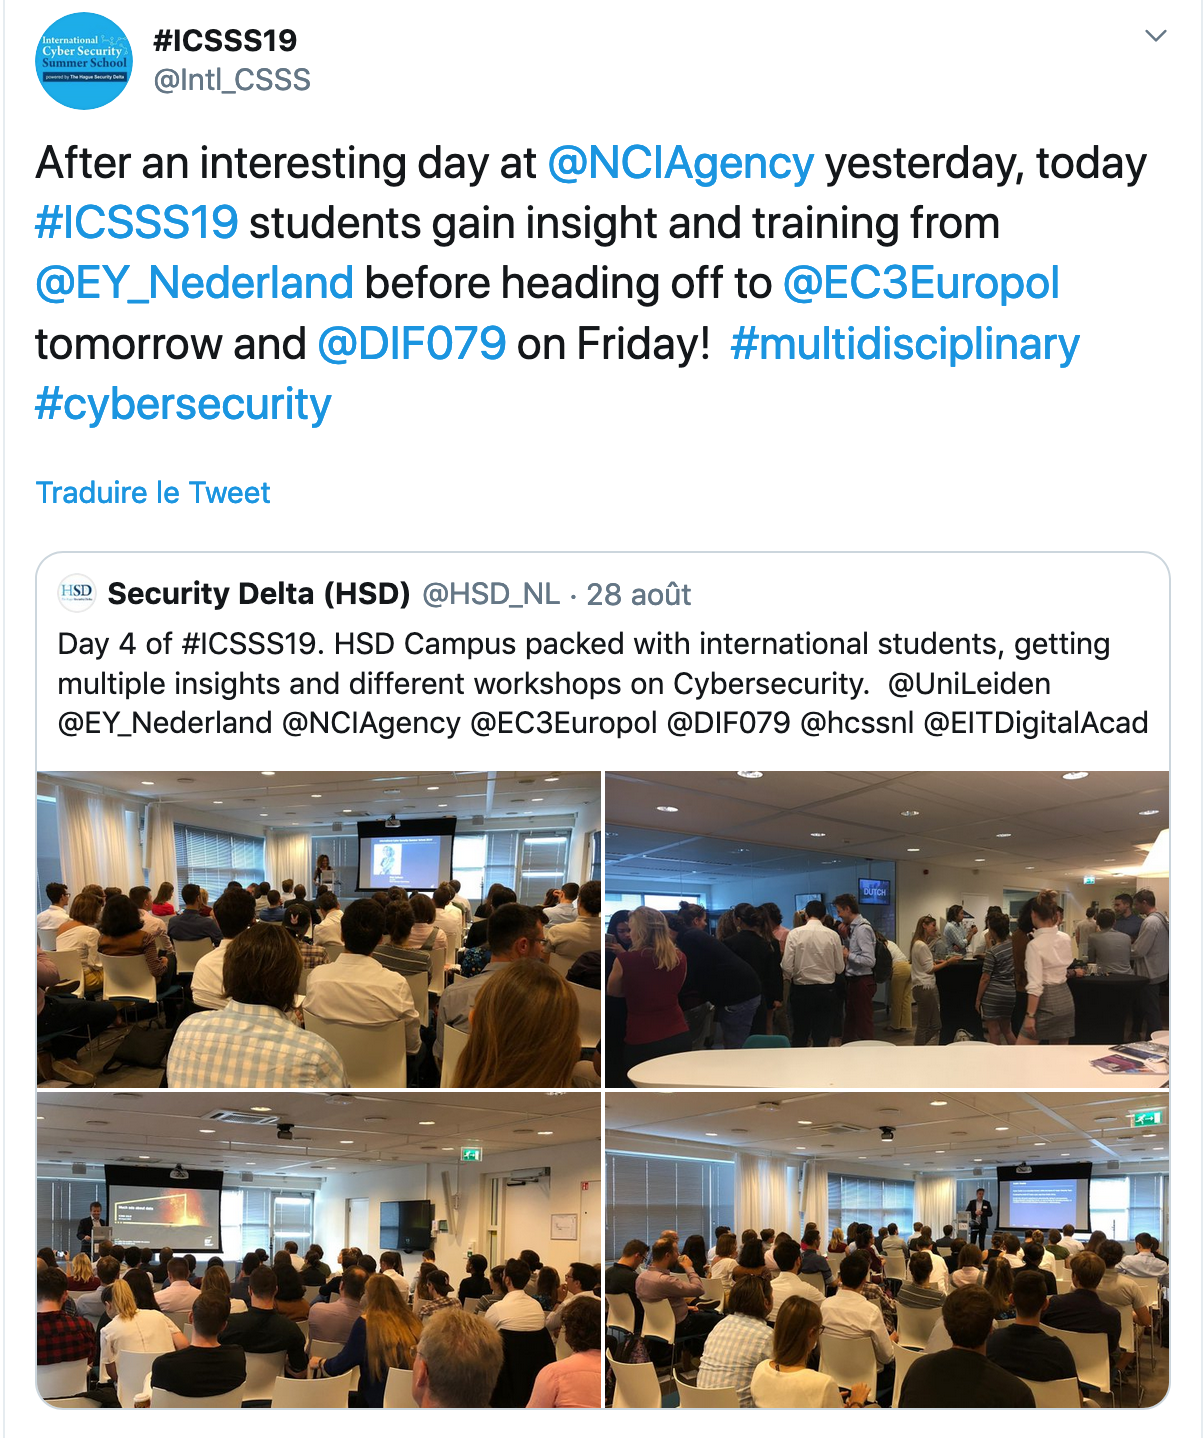 International
Cyber Security
Summer School
powered by The Hague Security Delta
#ICSSS19
@Intl_CSSS
After an interesting day at @NCIAgency yesterday, today
#ICSSS19 students gain insight and training from
@EY_Nederland before heading off to @EC3Europol
tomorrow and @DIF079 on Friday! #multidisciplinary
#cybersecurity
Traduire le Tweet
HSD
Security Delta (HSD) @HSD_NL · 28 août
Day 4 of #ICSSS19. HSD Campus packed with international students, getting
multiple insights and different workshops on Cybersecurity. @UniLeiden
@EY_Nederland @NCIAgency @EC3Europol @DIF079 @hcssnl @EITDigitalAcad
DUTCH
Much ado about data